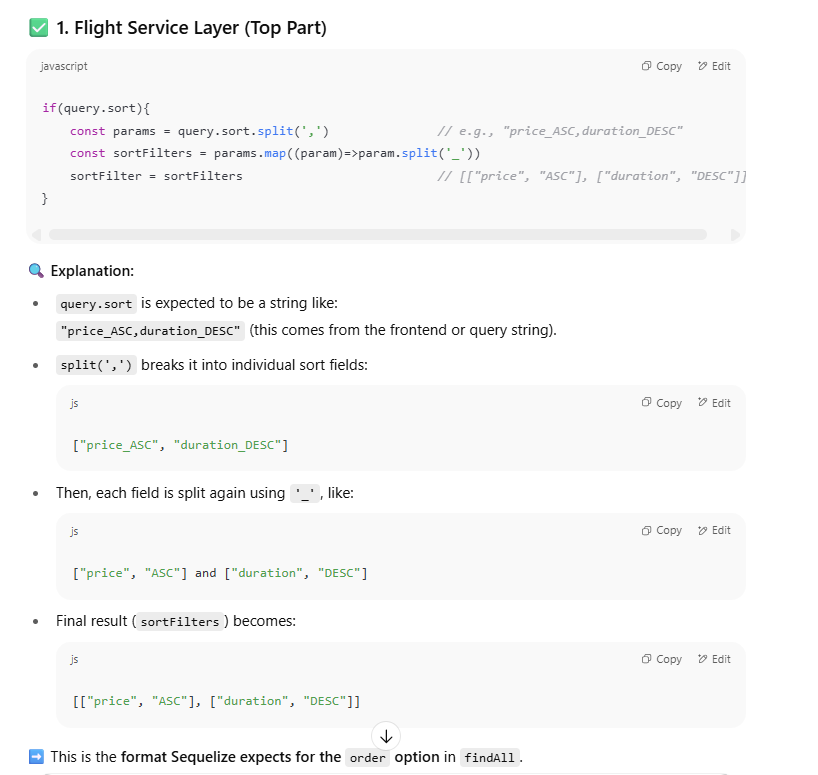 ✅ 1. Flight Service Layer (Top Part)
javascript Copy Edit
if(query.sort){
const params = query.sort.split(',') // e.g., "price_ASC,duration_DESC"
const sortFilters = params.map((param)=>param.split('_'))
sortFilter = sortFilters // [["price", "ASC"], ["duration", "DESC"]]
}
🔍 Explanation:
• query.sort is expected to be a string like:
"price_ASC,duration_DESC" (this comes from the frontend or query string).
• split(',') breaks it into individual sort fields:
js Copy Edit
["price_ASC", "duration_DESC"]
• Then, each field is split again using '_', like:
js Copy Edit
["price", "ASC"] and ["duration", "DESC"]
• Final result (sortFilters) becomes:
js Copy Edit
[["price", "ASC"], ["duration", "DESC"]]
➡️ This is the format Sequelize expects for the order option in findAll.